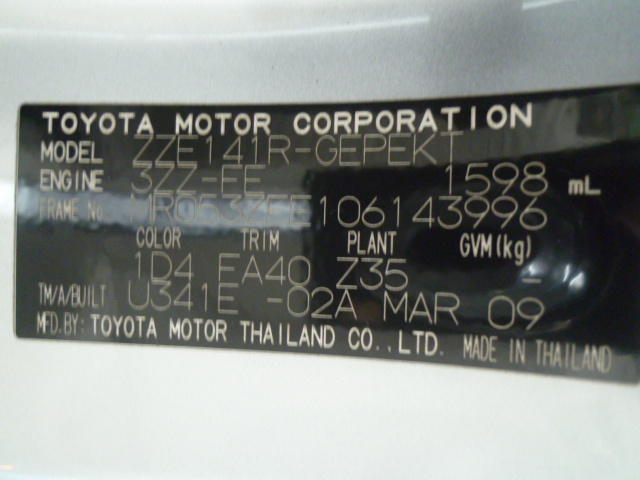 TOYOTA MOTOR CORPORATION
MODEL ZZE141R-GEPEKT
ENGINE 3ZZ-FE 1598 mL
FRAME No. MR053ZEE106143996
COLOR TRIM PLANT GVM(kg)
1D4 FA40 Z35 -
TM/A/BUILT U341E -02A MAR 09
MFD.BY: TOYOTA MOTOR THAILAND CO.,LTD. MADE IN THAILAND